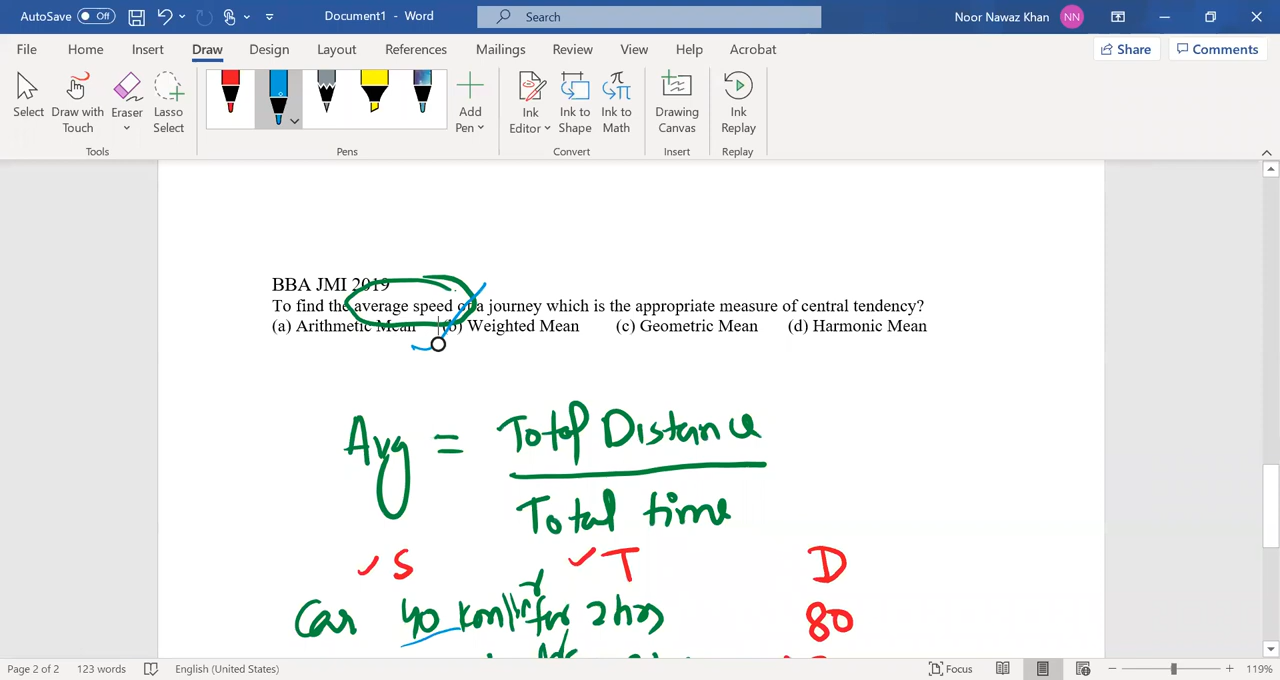 AutoSave Off Document1 - Word Search Noor Nawaz Khan NN
File Home Insert Draw Design Layout References Mailings Review View Help Acrobat Share Comments
Select Draw with Touch Eraser Lasso Select Add Pen Ink Editor Ink to Shape Ink to Math Drawing Canvas Ink Replay
Tools Pens Convert Insert Replay
BBA JMI 2019
To find the average speed of a journey which is the appropriate measure of central tendency?
(a) Arithmetic Mean (b) Weighted Mean (c) Geometric Mean (d) Harmonic Mean
Avg = Total Distance
Total time
S T D
Car 40 km/hr for 2 hrs 80
Page 2 of 2 123 words English (United States) Focus 119%